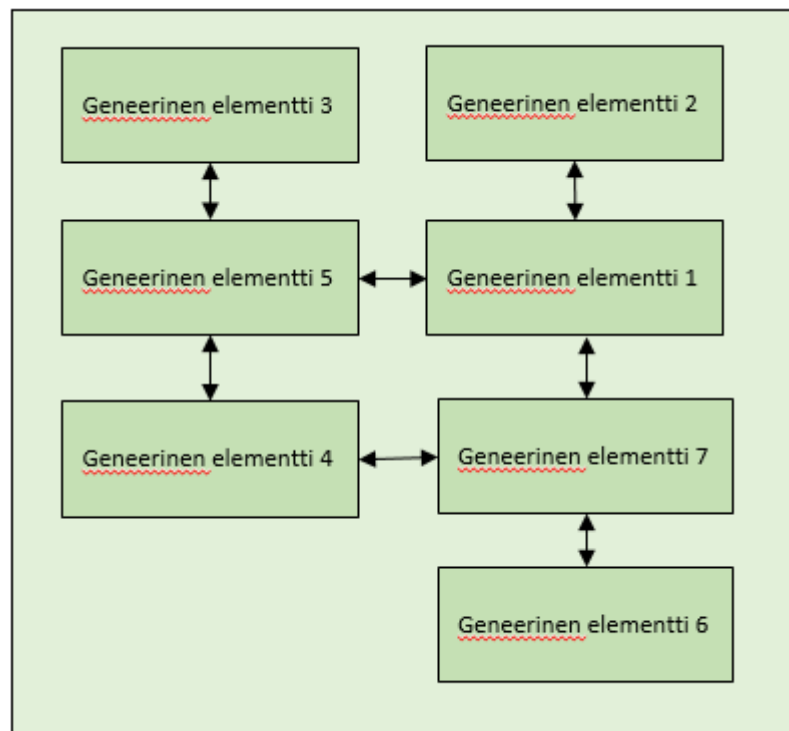 Geneerinen elementti 3
Geneerinen elementti 2
Geneerinen elementti 5
Geneerinen elementti 1
Geneerinen elementti 4
Geneerinen elementti 7
Geneerinen elementti 6